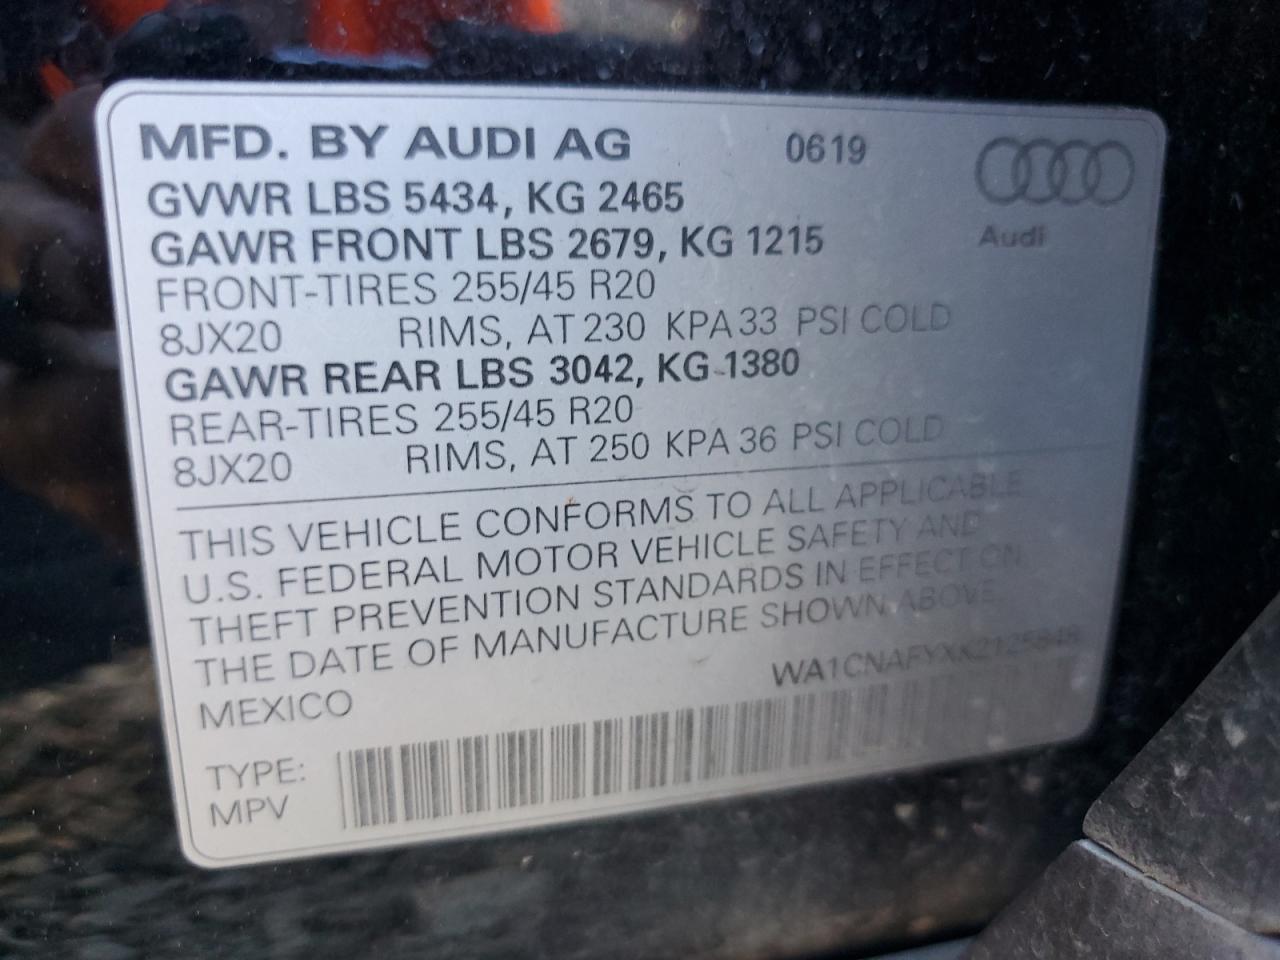 MFD. BY AUDI AG 0619
Audi
GVWR LBS 5434, KG 2465
GAWR FRONT LBS 2679, KG 1215
FRONT-TIRES 255/45 R20
8JX20 RIMS, AT 230 KPA 33 PSI COLD
GAWR REAR LBS 3042, KG 1380
REAR-TIRES 255/45 R20
8JX20 RIMS, AT 250 KPA 36 PSI COLD
THIS VEHICLE CONFORMS TO ALL APPLICABLE
U.S. FEDERAL MOTOR VEHICLE SAFETY AND
THEFT PREVENTION STANDARDS IN EFFECT ON
THE DATE OF MANUFACTURE SHOWN ABOVE.
MEXICO
TYPE:
MPV